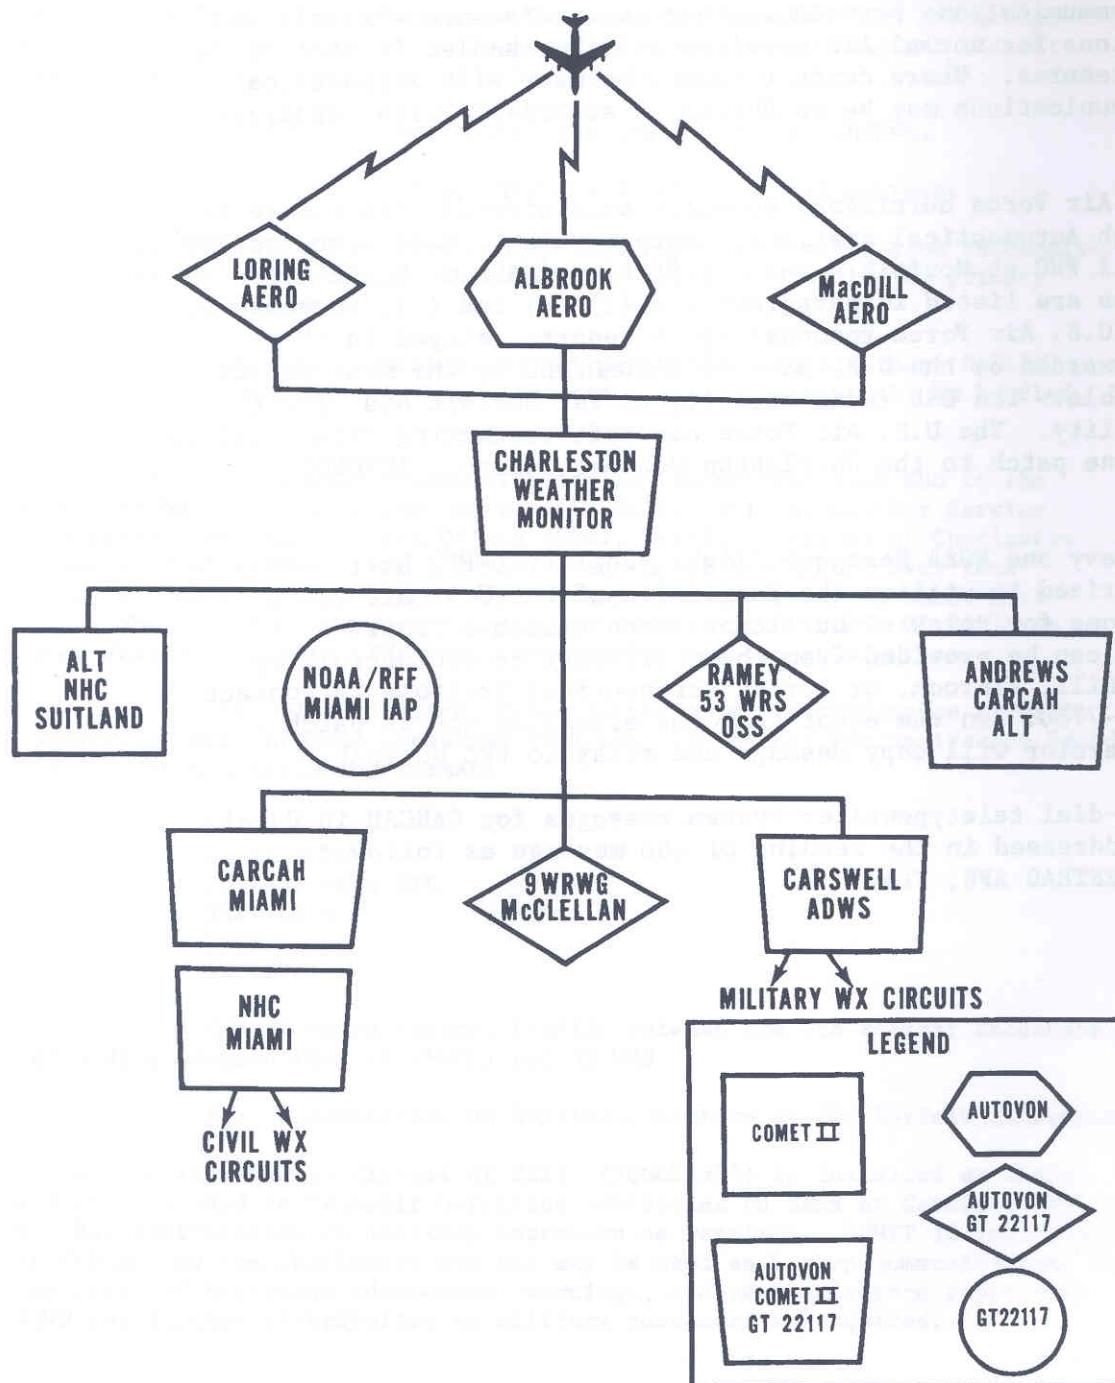 LORING
AERO
ALBROOK
AERO
MacDILL
AERO
CHARLESTON
WEATHER
MONITOR
ALT
NHC
SUITLAND
NOAA/RFF
MIAMI IAP
RAMEY
53 WRS
OSS
ANDREWS
CARCAH
ALT
CARCAH
MIAMI
9WRWG
McCLELLAN
CARSWELL
ADWS
NHC
MIAMI
MILITARY WX CIRCUITS
CIVIL WX
CIRCUITS
LEGEND
COMET II
AUTOVON
AUTOVON
GT 22117
AUTOVON
COMET II
GT 22117
GT22117